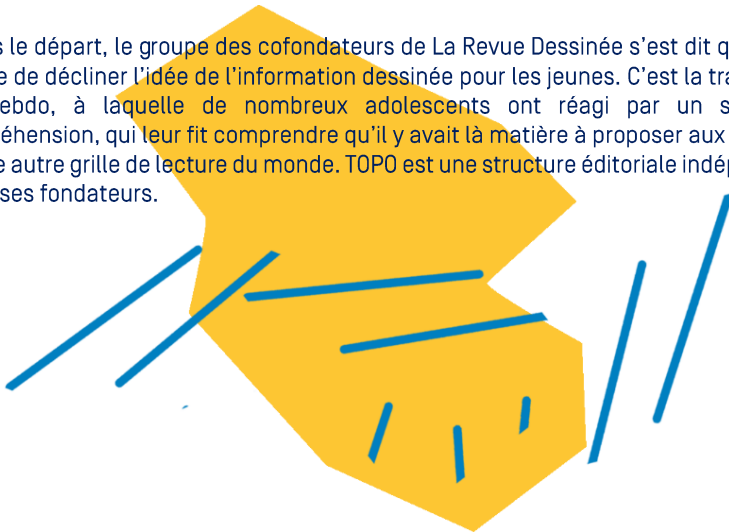 s le départ, le groupe des cofondateurs de La Revue Dessinée s'est dit q
e de décliner l'idée de l'information dessinée pour les jeunes. C'est la tra
ebdo, à laquelle de nombreux adolescents ont réagi par un s
éhension, qui leur fit comprendre qu'il y avait là matière à proposer aux
e autre grille de lecture du monde. TOPO est une structure éditoriale indép
ses fondateurs.